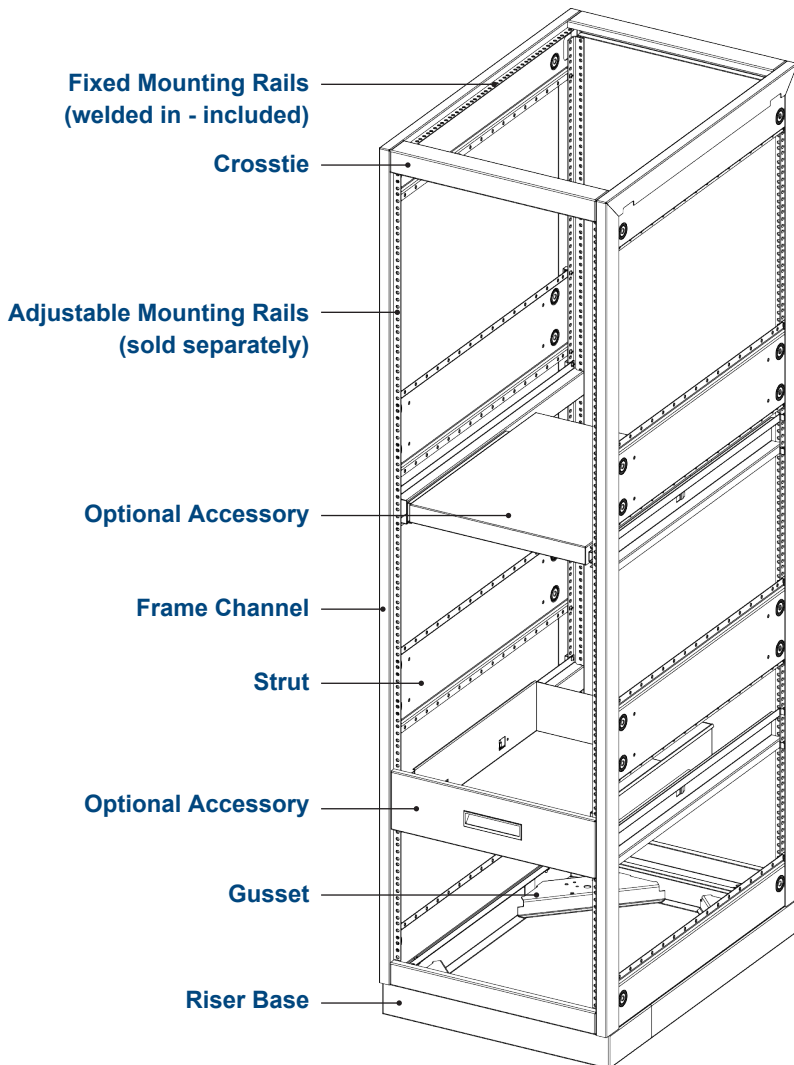 Fixed Mounting Rails
(welded in - included)
Crosstie
Adjustable Mounting Rails
(sold separately)
Optional Accessory
Frame Channel
Strut
Optional Accessory
Gusset
Riser Base